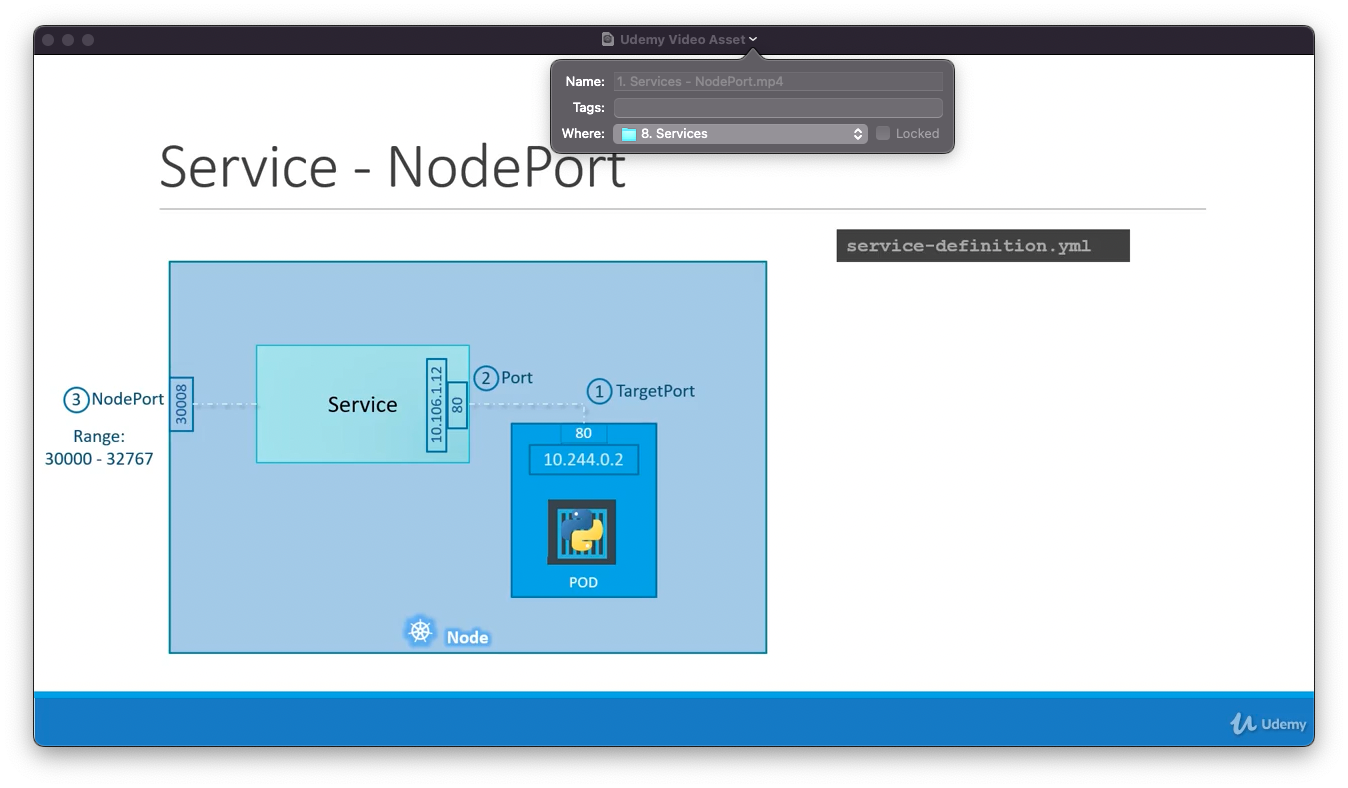 Udemy Video Asset
Name: 1. Services - NodePort.mp4
Tags:
Where: 8. Services Locked
Service - NodePort
service-definition.yml
3 NodePort
Range:
30000 - 32767
30008
Service
10.106.1.12
80
2 Port
1 TargetPort
80
10.244.0.2
POD
Node
Udemy